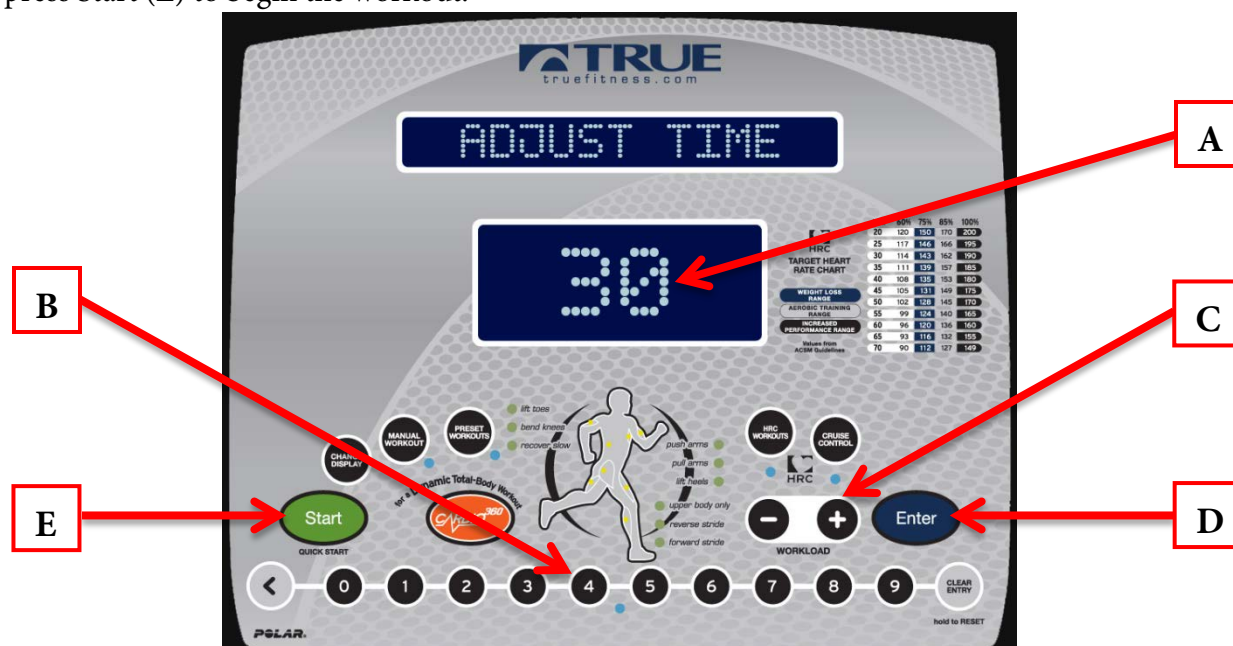 press Start (E) to begin the workout.
TRUE
truefitness.com
ADJUST TIME
A
30
HRC
TARGET HEART
RATE CHART
WEIGHT LOSS
RANGE
AEROBIC TRAINING
RANGE
INCREASED
PERFORMANCE RANGE
Values from
ACSM Guidelines
60% 75% 85% 100%
20 120 150 170 200
25 117 146 166 195
30 114 143 162 190
35 111 139 157 185
40 108 135 153 180
45 105 131 149 175
50 102 128 145 170
55 99 124 140 165
60 96 120 136 160
65 93 116 132 155
70 90 112 127 149
B
C
CHANGE
DISPLAY
MANUAL
WORKOUT
PRESET
WORKOUTS
lift toes
bend knees
recover slow
push arms
pull arms
lift heels
upper body only
reverse stride
forward stride
HRC
WORKOUTS
CRUISE
CONTROL
HRC
for a Dynamic Total-Body Workout
CARDIO 360
E
Start
QUICK START
- +
WORKLOAD
Enter
D
< 0 1 2 3 4 5 6 7 8 9 CLEAR
ENTRY
hold to RESET
POLAR.